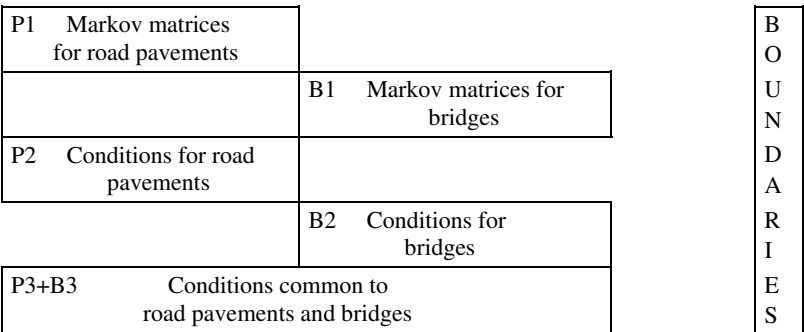 P1 Markov matrices
for road pavements
B1 Markov matrices for
bridges
P2 Conditions for road
pavements
B2 Conditions for
bridges
P3+B3 Conditions common to
road pavements and bridges
B
O
U
N
D
A
R
I
E
S